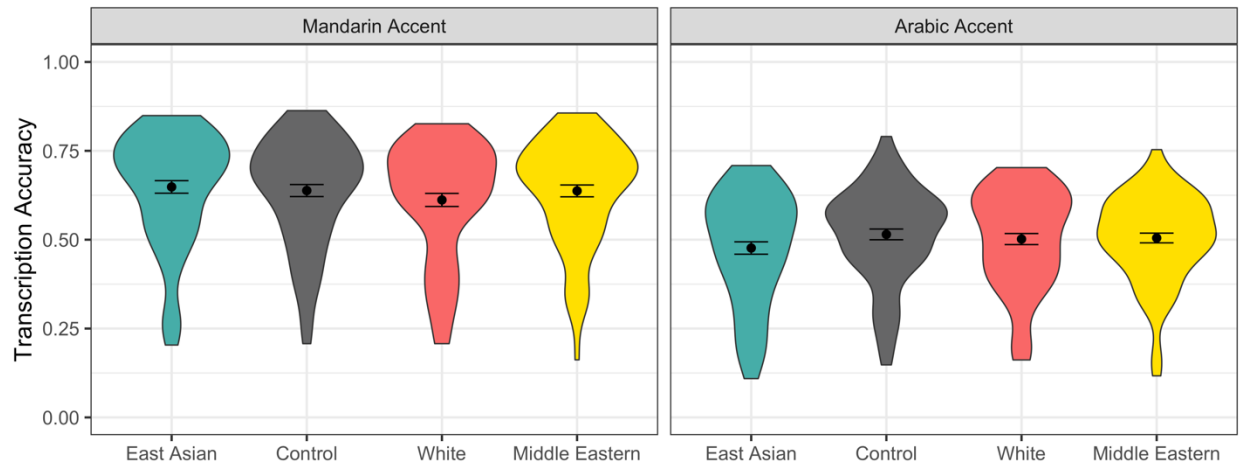 Mandarin Accent
Arabic Accent
Transcription Accuracy
1.00
0.75
0.50
0.25
0.00
East Asian Control White Middle Eastern
East Asian Control White Middle Eastern